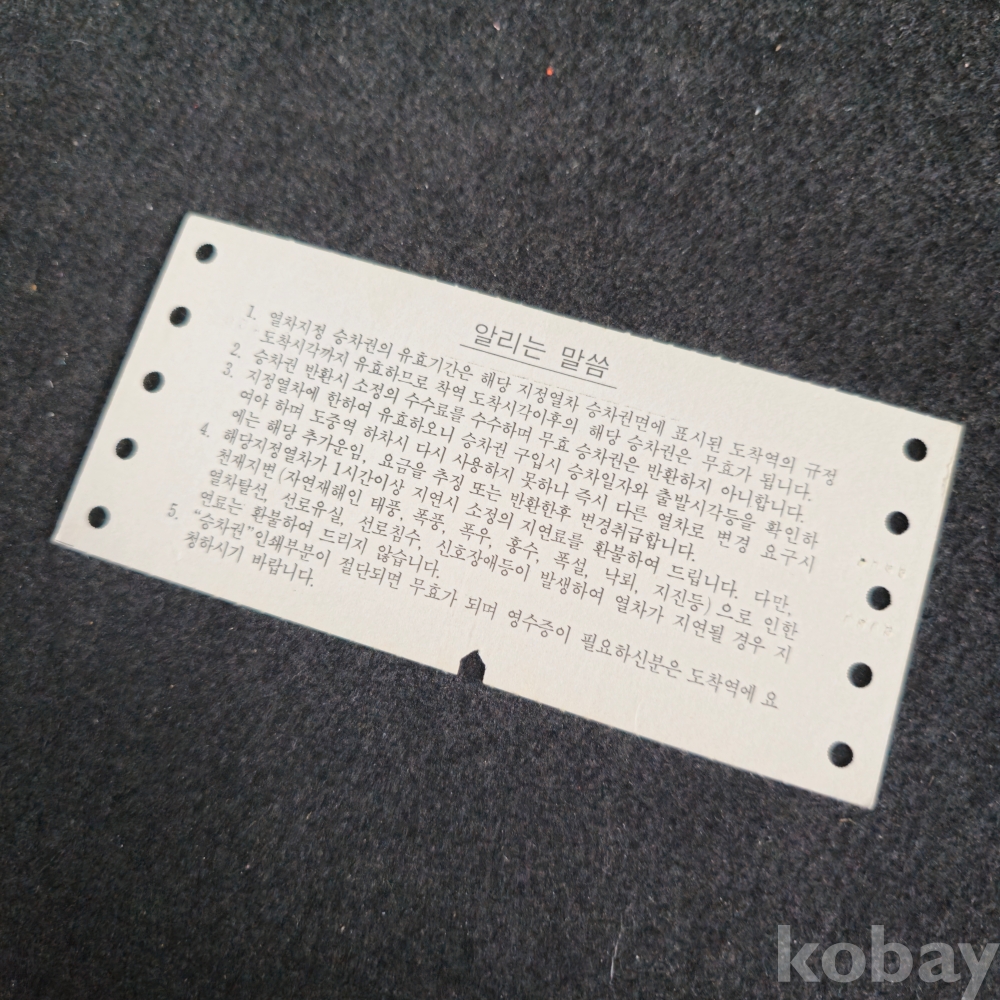 알리는 말씀
1. 열차지정 승차권의 유효기간은 해당 지정열차 승차권면에 표시된 도착역의 규정
도착시각까지 유효하므로 착역 도착시각이후의 해당 승차권은 무효가 됩니다.
2. 승차권 반환시 소정의 수수료를 수수하며 무효 승차권은 반환하지 아니합니다.
3. 지정열차에 한하여 유효하오니 승차권 구입시 승차일자와 출발시각등을 확인하
여야 하며 도중역 하차시 다시 사용하지 못하나 즉시 다른 열차로 변경 요구시
에는 해당 추가운임, 요금을 추징 또는 반환한후 변경취급합니다.
4. 해당지정열차가 1시간이상 지연시 소정의 지연료를 환불하여 드립니다. 다만,
천재지변(자연재해인 태풍, 폭풍, 폭우, 홍수, 폭설, 낙뢰, 지진등)으로 인한
열차탈선, 선로유실, 선로침수, 신호장애등이 발생하여 열차가 지연될 경우 지
연료는 환불하여 드리지 않습니다.
5. "승차권"인쇄부분이 절단되면 무효가 되며 영수증이 필요하신분은 도착역에 요
청하시기 바랍니다.
kobay